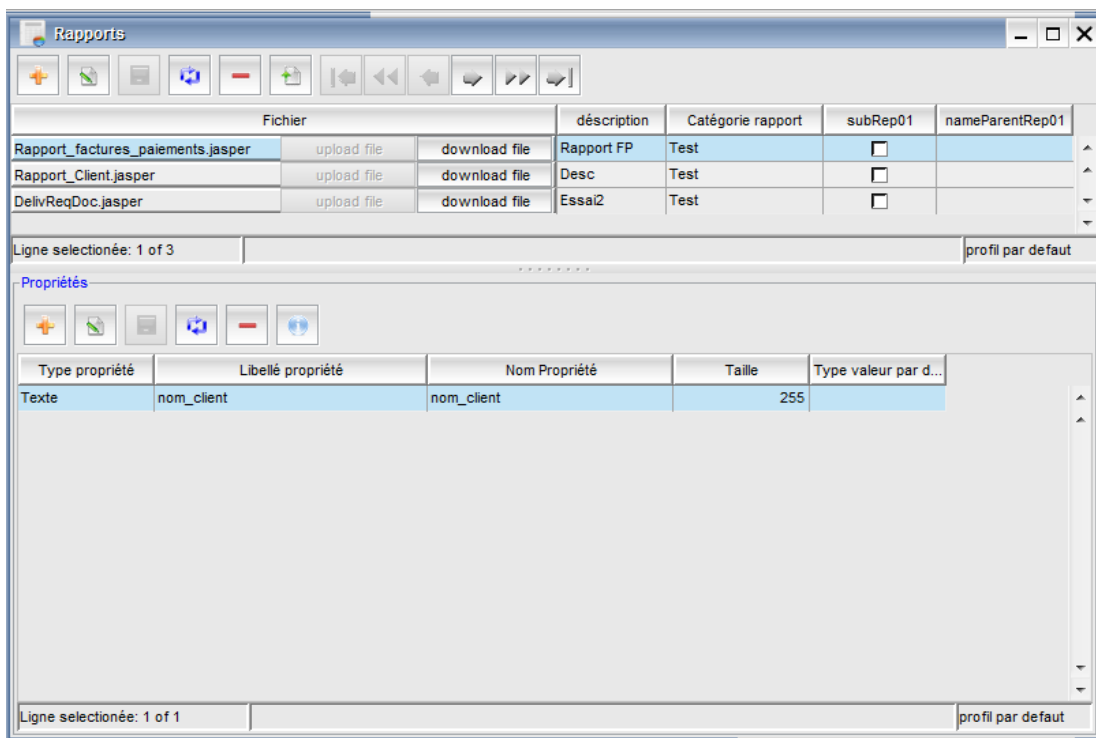 Rapports
Fichier déscription Catégorie rapport subRep01 nameParentRep01
Rapport_factures_paiements.jasper upload file download file Rapport FP Test
Rapport_Client.jasper upload file download file Desc Test
DelivReqDoc.jasper upload file download file Essai2 Test
Ligne selectionée: 1 of 3 profil par defaut
Propriétés
Type propriété Libellé propriété Nom Propriété Taille Type valeur par d...
Texte nom_client nom_client 255
Ligne selectionée: 1 of 1 profil par defaut